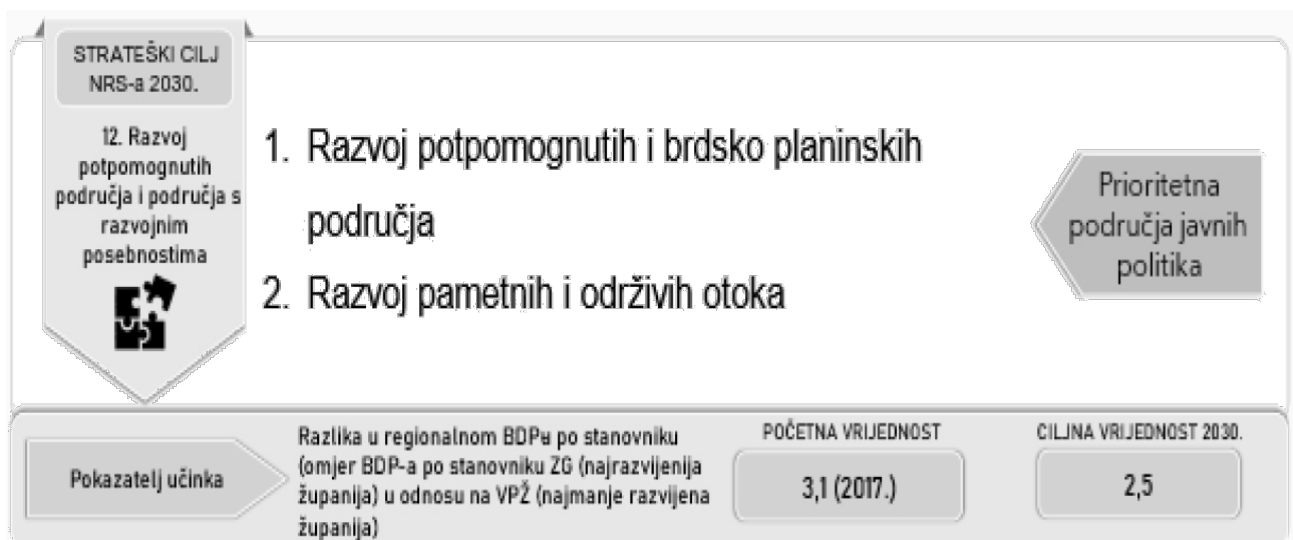 STRATEŠKI CILJ
NRS-a 2030.
12. Razvoj
potpomognutih
područja i područja s
razvojnim
posebnostima
1. Razvoj potpomognutih i brdsko planinskih
područja
2. Razvoj pametnih i održivih otoka
Prioritetna
područja javnih
politika
Pokazatelj učinka
Razlika u regionalnom BDPu po stanovniku
(omjer BDP-a po stanovniku ZG (najrazvijenija
županija) u odnosu na VPŽ (najmanje razvijena
županija)
POČETNA VRIJEDNOST
3,1 (2017.)
CILJNA VRIJEDNOST 2030.
2,5